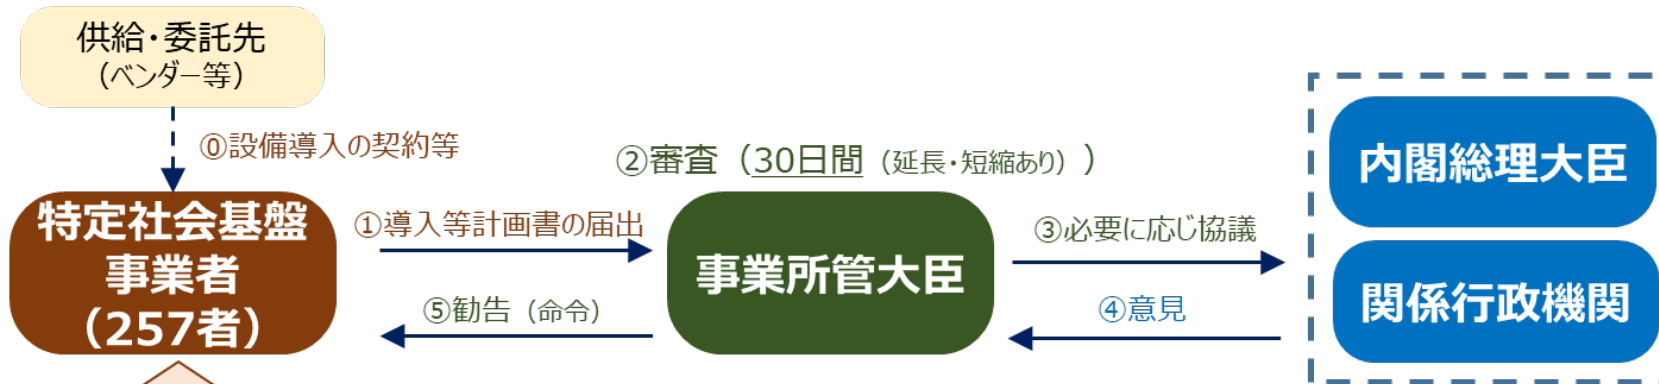 供給・委託先
（ベンダー等）
⓪設備導入の契約等
特定社会基盤
事業者
（257者）
①導入等計画書の届出
⑤勧告（命令）
②審査（30日間（延長・短縮あり））
事業所管大臣
③必要に応じ協議
④意見
内閣総理大臣
関係行政機関